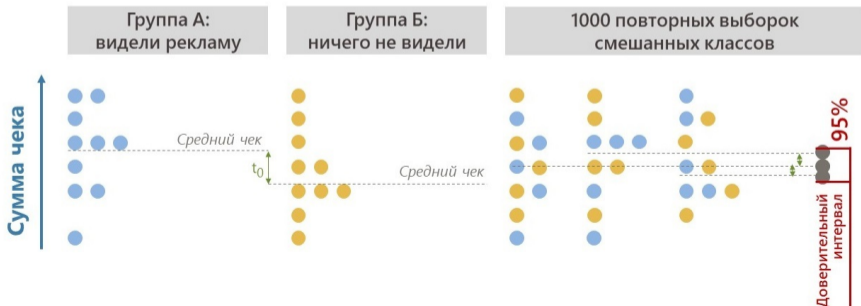 Группа А:
видели рекламу
Группа Б:
ничего не видели
1000 повторных выборок
смешанных классов
Сумма чека
Средний чек
t0
Средний чек
95%
Доверительный
интервал